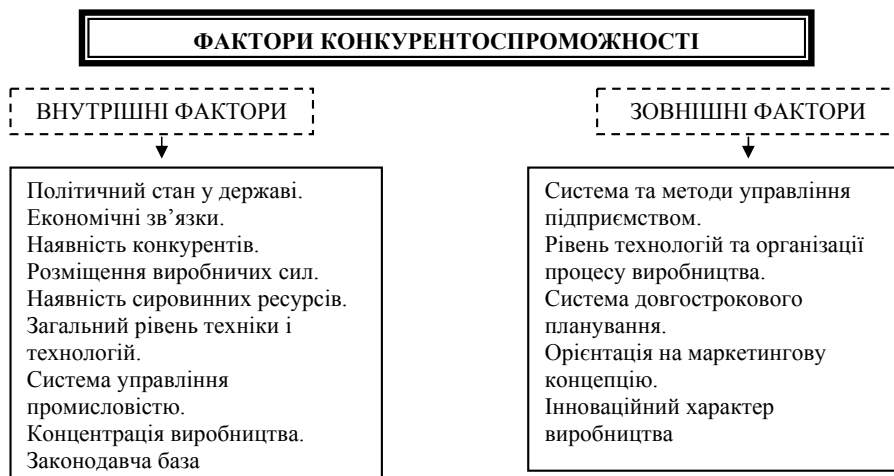 ФАКТОРИ КОНКУРЕНТОСПРОМОЖНОСТІ
ВНУТРІШНІ ФАКТОРИ
Політичний стан у державі.
Економічні зв’язки.
Наявність конкурентів.
Розміщення виробничих сил.
Наявність сировинних ресурсів.
Загальний рівень техніки і
технологій.
Система управління
промисловістю.
Концентрація виробництва.
Законодавча база
ЗОВНІШНІ ФАКТОРИ
Система та методи управління
підприємством.
Рівень технологій та організації
процесу виробництва.
Система довгострокового
планування.
Орієнтація на маркетингову
концепцію.
Інноваційний характер
виробництва